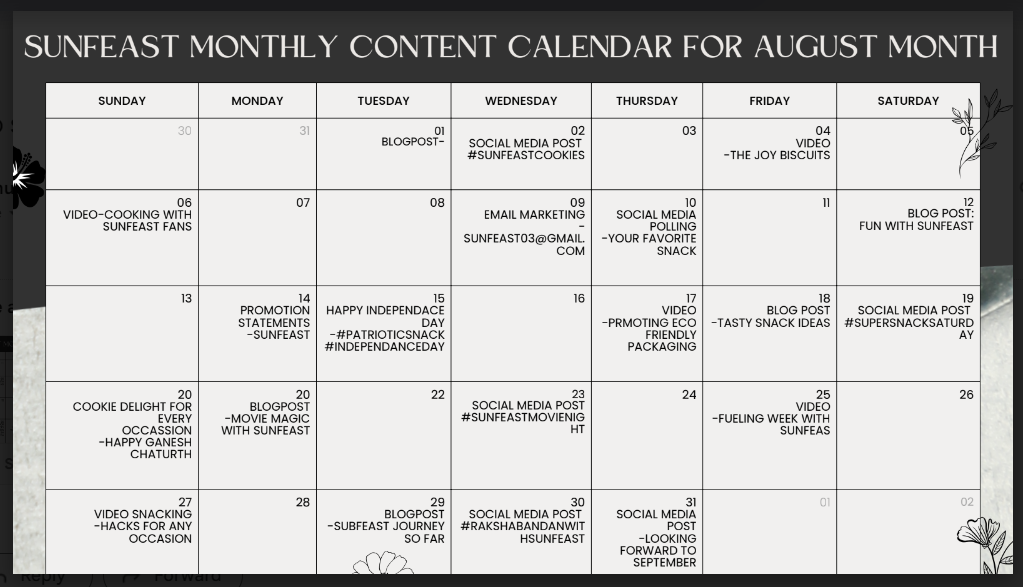 SUNFEAST MONTHLY CONTENT CALENDAR FOR AUGUST MONTH
SUNDAY
MONDAY
TUESDAY
WEDNESDAY
THURSDAY
FRIDAY
SATURDAY
30
31
01
BLOGPOST-
02
SOCIAL MEDIA POST
#SUNFEASTCOOKIES
03
04
VIDEO
-THE JOY BISCUITS
05
06
VIDEO-COOKING WITH
SUNFEAST FANS
07
08
09
EMAIL MARKETING
-
SUNFEAST03@GMAIL.
COM
10
SOCIAL MEDIA
POLLING
-YOUR FAVORITE
SNACK
11
12
BLOG POST:
FUN WITH SUNFEAST
13
14
PROMOTION
STATEMENTS
-SUNFEAST
15
HAPPY INDEPENDACE
DAY
-#PATRIOTICSNACK
#INDEPENDANCEDAY
16
17
VIDEO
-PRMOTING ECO
FRIENDLY
PACKAGING
18
BLOG POST
-TASTY SNACK IDEAS
19
SOCIAL MEDIA POST
#SUPERSNACKSATURD
AY
20
COOKIE DELIGHT FOR
EVERY
OCCASSION
-HAPPY GANESH
CHATURTH
20
BLOGPOST
-MOVIE MAGIC
WITH SUNFEAST
22
23
SOCIAL MEDIA POST
#SUNFEASTMOVIENIG
HT
24
25
VIDEO
-FUELING WEEK WITH
SUNFEAS
26
27
VIDEO SNACKING
-HACKS FOR ANY
OCCASION
28
29
BLOGPOST
-SUBFEAST JOURNEY
SO FAR
30
SOCIAL MEDIA POST
#RAKSHABANDANWIT
HSUNFEAST
31
SOCIAL MEDIA
POST
-LOOKING
FORWARD TO
SEPTEMBER
01
02
Reply
Forward